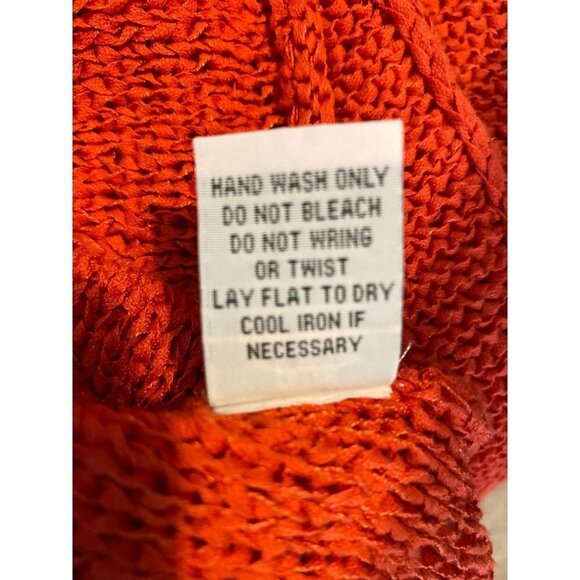 HAND WASH ONLY
DO NOT BLEACH
DO NOT WRING
OR TWIST
LAY FLAT TO DRY
COOL IRON IF
NECESSARY